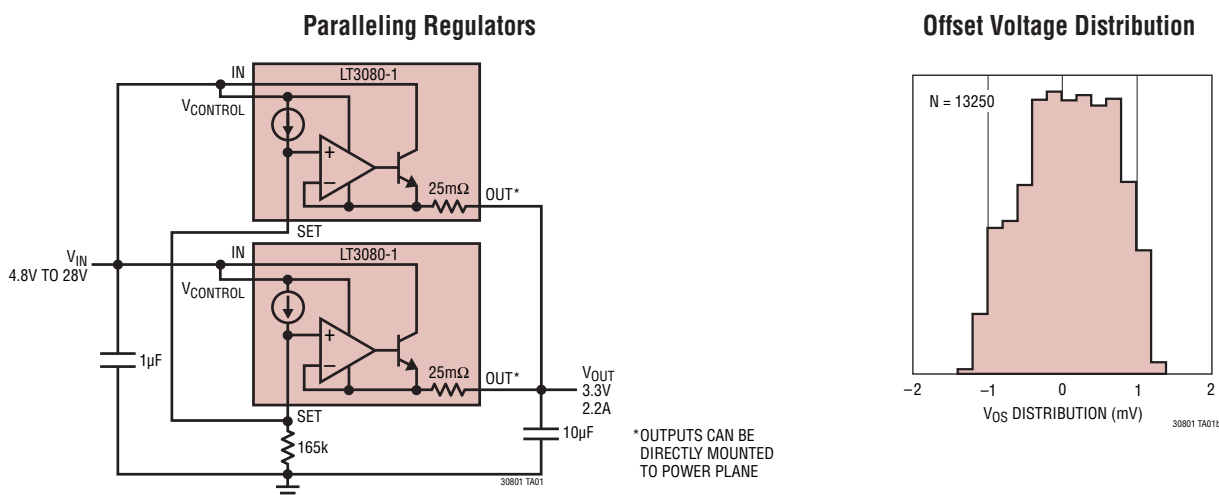 Paralleling Regulators
IN
LT3080-1
VCONTROL
+
–
25mΩ
OUT*
SET
VIN
4.8V TO 28V
IN
LT3080-1
VCONTROL
+
–
25mΩ
OUT*
1µF
VOUT
3.3V
2.2A
SET
165k
10µF
*OUTPUTS CAN BE
DIRECTLY MOUNTED
TO POWER PLANE
30801 TA01
Offset Voltage Distribution
N = 13250
–2 –1 0 1 2
VOS DISTRIBUTION (mV)
30801 TA01b